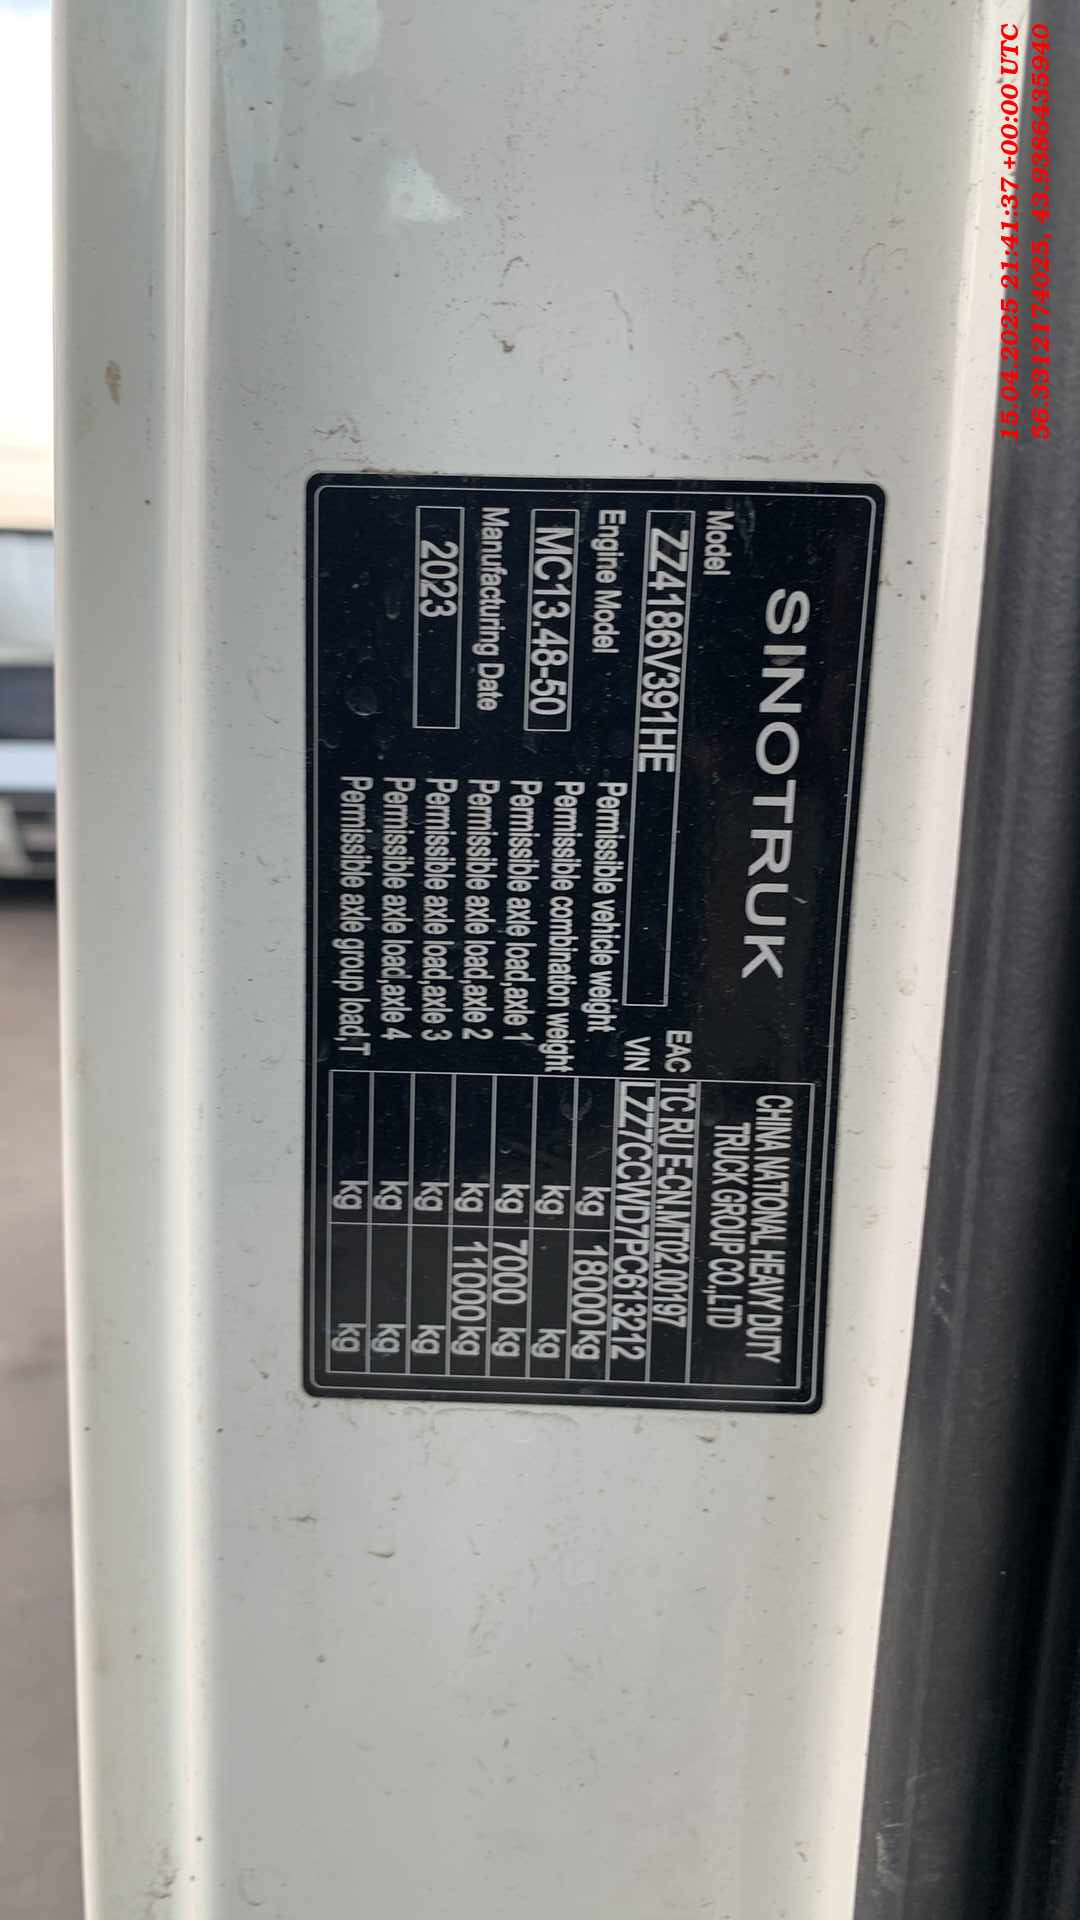 15.04.2025 21:41:37 +00:00 UTC
56.3312174025, 43.9386435940
SINOTRUK
CHINA NATIONAL HEAVY DUTY
TRUCK GROUP CO.,LTD
Model
EAC TC RU E-CN.MT02.00197
ZZ4186V391HE
VIN LZZ7CCWD7PC613212
Engine Model
Permissible vehicle weight kg 18000 kg
MC13.48-50
Permissible combination weight kg kg
Permissible axle load,axle 1 kg 7000 kg
Manufacturing Date
Permissible axle load,axle 2 kg 11000 kg
2023
Permissible axle load,axle 3 kg kg
Permissible axle load,axle 4 kg kg
Permissible axle group load,T kg kg